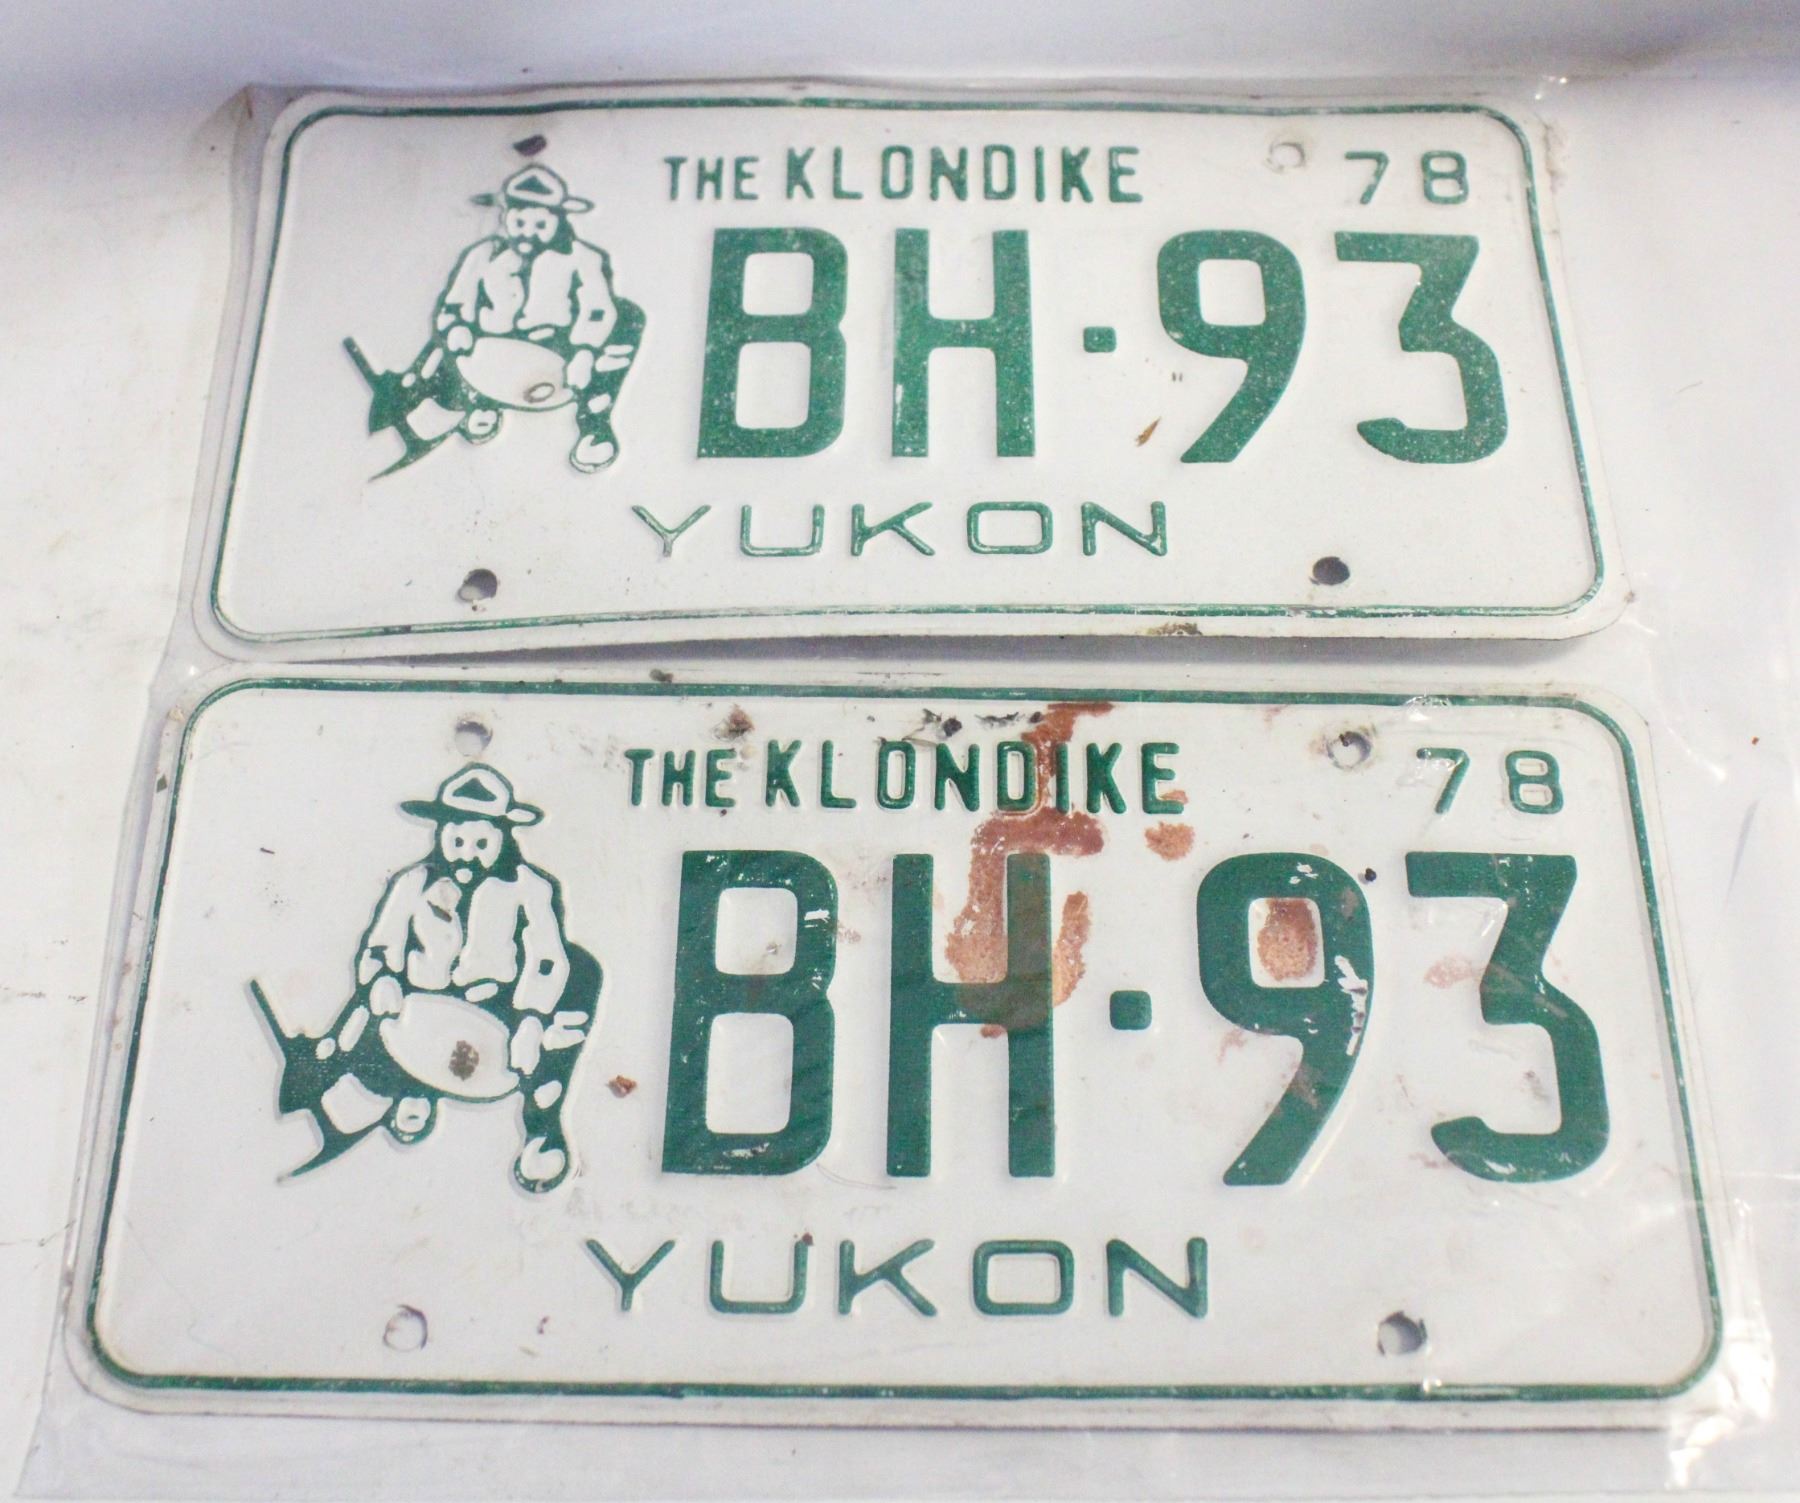 THE KLONDIKE 78
BH·93
YUKON
THE KLONDIKE 78
BH·93
YUKON